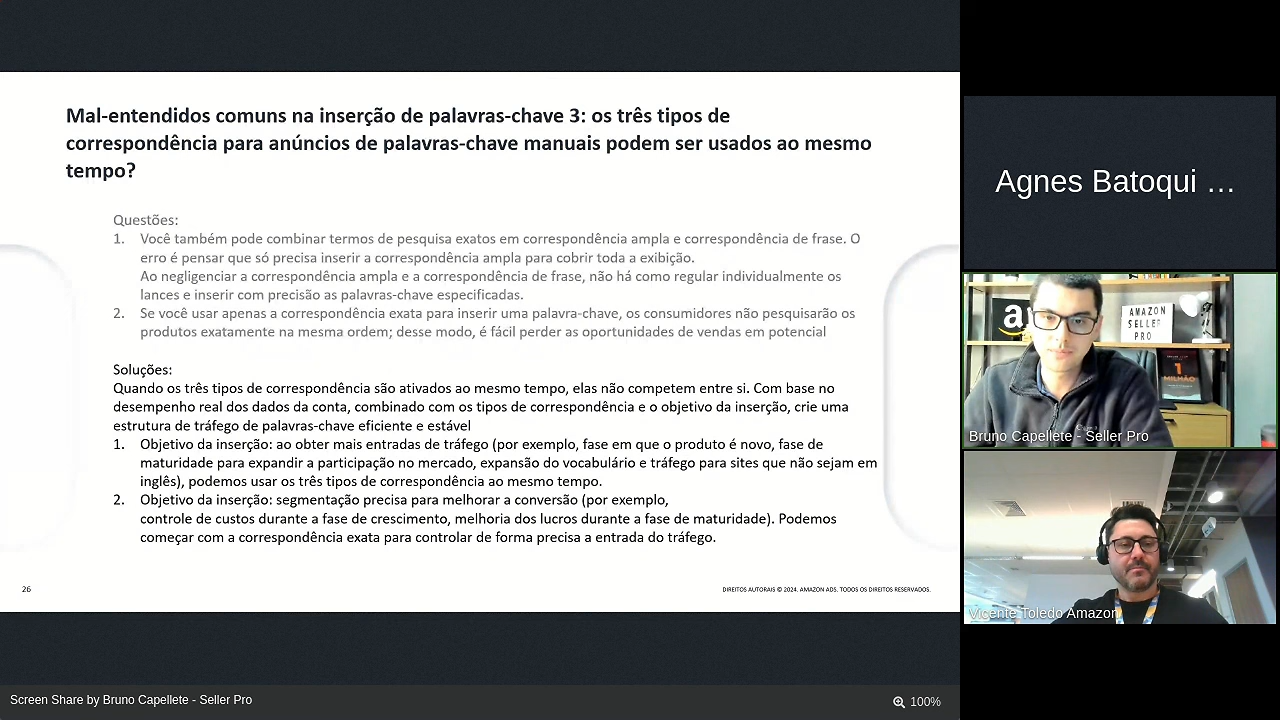 Mal-entendidos comuns na inserção de palavras-chave 3: os três tipos de
correspondência para anúncios de palavras-chave manuais podem ser usados ao mesmo
tempo?
Questões:
1. Você também pode combinar termos de pesquisa exatos em correspondência ampla e correspondência de frase. O
erro é pensar que só precisa inserir a correspondência ampla para cobrir toda a exibição.
Ao negligenciar a correspondência ampla e a correspondência de frase, não há como regular individualmente os
lances e inserir com precisão as palavras-chave especificadas.
2. Se você usar apenas a correspondência exata para inserir uma palavra-chave, os consumidores não pesquisarão os
produtos exatamente na mesma ordem; desse modo, é fácil perder as oportunidades de vendas em potencial
Soluções:
Quando os três tipos de correspondência são ativados ao mesmo tempo, elas não competem entre si. Com base no
desempenho real dos dados da conta, combinado com os tipos de correspondência e o objetivo da inserção, crie uma
estrutura de tráfego de palavras-chave eficiente e estável
1. Objetivo da inserção: ao obter mais entradas de tráfego (por exemplo, fase em que o produto é novo, fase de
maturidade para expandir a participação no mercado, expansão do vocabulário e tráfego para sites que não sejam em
inglês), podemos usar os três tipos de correspondência ao mesmo tempo.
2. Objetivo da inserção: segmentação precisa para melhorar a conversão (por exemplo,
controle de custos durante a fase de crescimento, melhoria dos lucros durante a fase de maturidade). Podemos
começar com a correspondência exata para controlar de forma precisa a entrada do tráfego.
26
DIREITOS AUTORAIS © 2024. AMAZON ADS. TODOS OS DIREITOS RESERVADOS.
Screen Share by Bruno Capellete - Seller Pro
100%
Agnes Batoqui ...
a
AMAZON
SELLER
PRO
1
MILHÃO
Bruno Capellete - Seller Pro
Vicente Toledo Amazon